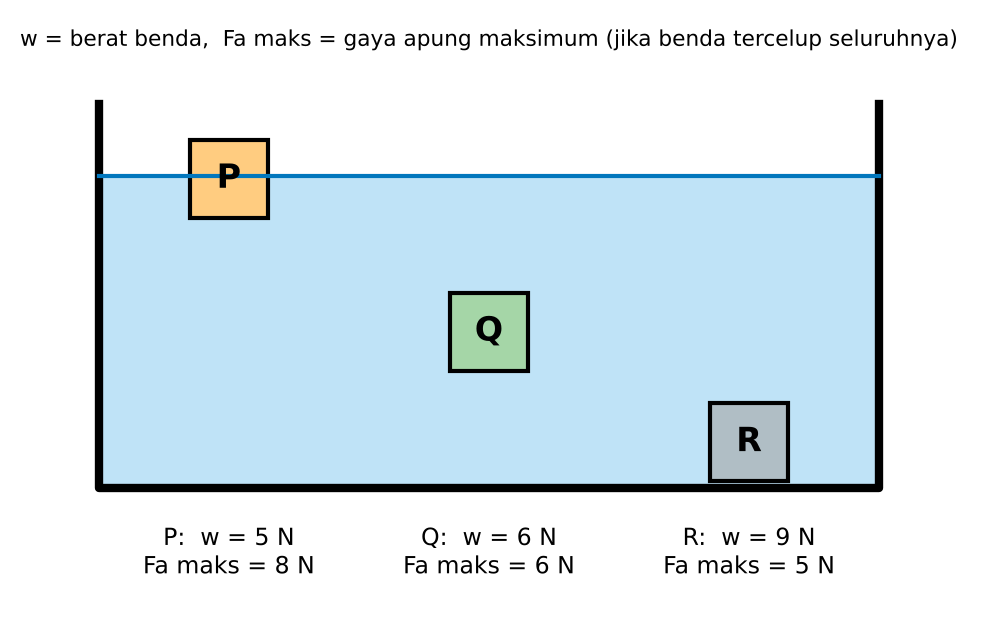 w = berat benda,  Fa maks = gaya apung maksimum (jika benda tercelup seluruhnya)
P
Q
R
P:  w = 5 N
Fa maks = 8 N
Q:  w = 6 N
Fa maks = 6 N
R:  w = 9 N
Fa maks = 5 N